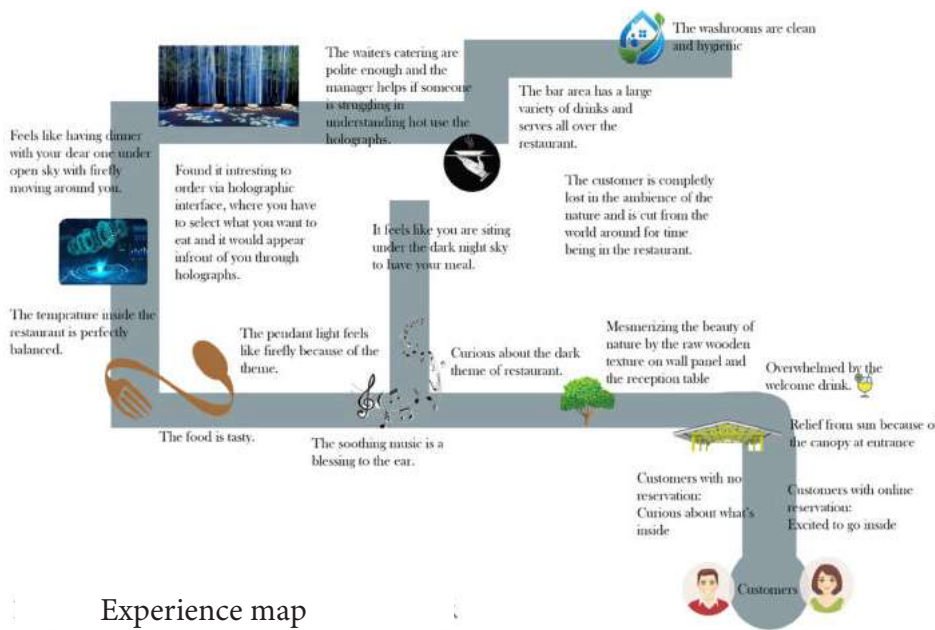 The washrooms are clean
and hygienic
The waiters catering are
polite enough and the
manager helps if someone
is struggling in
understanding hot use the
holographs.
The bar area has a large
variety of drinks and
serves all over the
restaurant.
Feels like having dinner
with your dear one under
open sky with firefly
moving around you.
Found it intresting to
order via holographic
interface, where you have
to select what you want to
eat and it would appear
infront of you through
holographs.
The customer is completly
lost in the ambience of the
nature and is cut from the
world around for time
being in the restaurant.
It feels like you are siting
under the dark night sky
to have your meal.
The temprature inside the
restaurant is perfectly
balanced.
The pendant light feels
like firefly because of the
theme.
Curious about the dark
theme of restaurant.
Mesmerizing the beauty of
nature by the raw wooden
texture on wall panel and
the reception table
Overwhelmed by the
welcome drink.
The food is tasty.
The soothing music is a
blessing to the ear.
Relief from sun because o
the canopy at entrance
Customers with no
reservation:
Curious about what's
inside
Customers with online
reservation:
Excited to go inside
Customers
Experience map